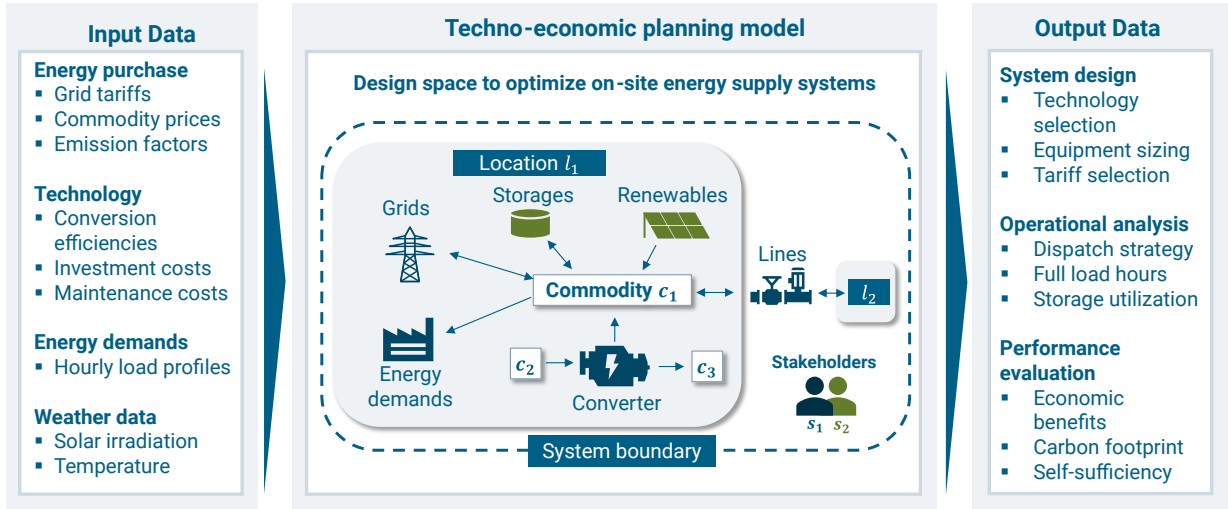 Input Data
Energy purchase
▪ Grid tariffs
▪ Commodity prices
▪ Emission factors
Technology
▪ Conversion
efficiencies
▪ Investment costs
▪ Maintenance costs
Energy demands
▪ Hourly load profiles
Weather data
▪ Solar irradiation
▪ Temperature
Techno-economic planning model
Design space to optimize on-site energy supply systems
Location l₁
Grids
Storages
Renewables
Commodity c₁
Lines
l₂
Energy
demands
c₂
Converter
c₃
Stakeholders
s₁ s₂
System boundary
Output Data
System design
▪ Technology
selection
▪ Equipment sizing
▪ Tariff selection
Operational analysis
▪ Dispatch strategy
▪ Full load hours
▪ Storage utilization
Performance
evaluation
▪ Economic
benefits
▪ Carbon footprint
▪ Self-sufficiency